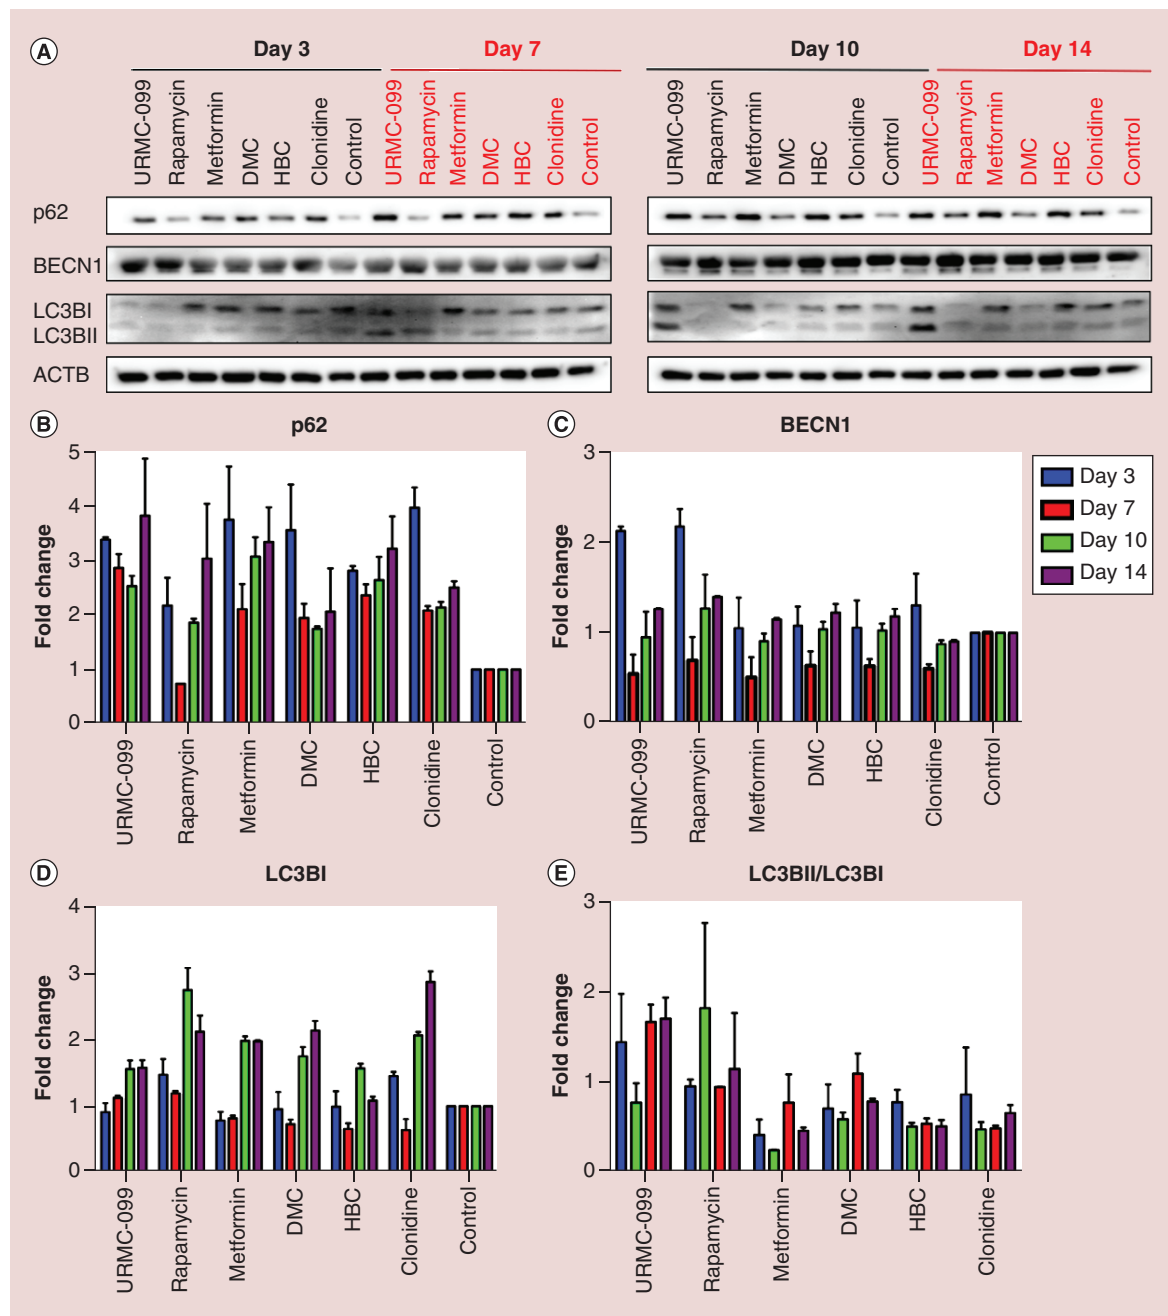 A
Day 3 Day 7 Day 10 Day 14
URMC-099 Rapamycin Metformin DMC HBC Clonidine Control URMC-099 Rapamycin Metformin DMC HBC Clonidine Control URMC-099 Rapamycin Metformin DMC HBC Clonidine Control URMC-099 Rapamycin Metformin DMC HBC Clonidine Control
p62
BECN1
LC3BI
LC3BII
ACTB
B
p62
Fold change
5
4
3
2
1
0
URMC-099 Rapamycin Metformin DMC HBC Clonidine Control
C
BECN1
Fold change
3
2
1
0
URMC-099 Rapamycin Metformin DMC HBC Clonidine Control
Day 3
Day 7
Day 10
Day 14
D
LC3BI
Fold change
4
3
2
1
0
URMC-099 Rapamycin Metformin DMC HBC Clonidine Control
E
LC3BII/LC3BI
Fold change
3
2
1
0
URMC-099 Rapamycin Metformin DMC HBC Clonidine